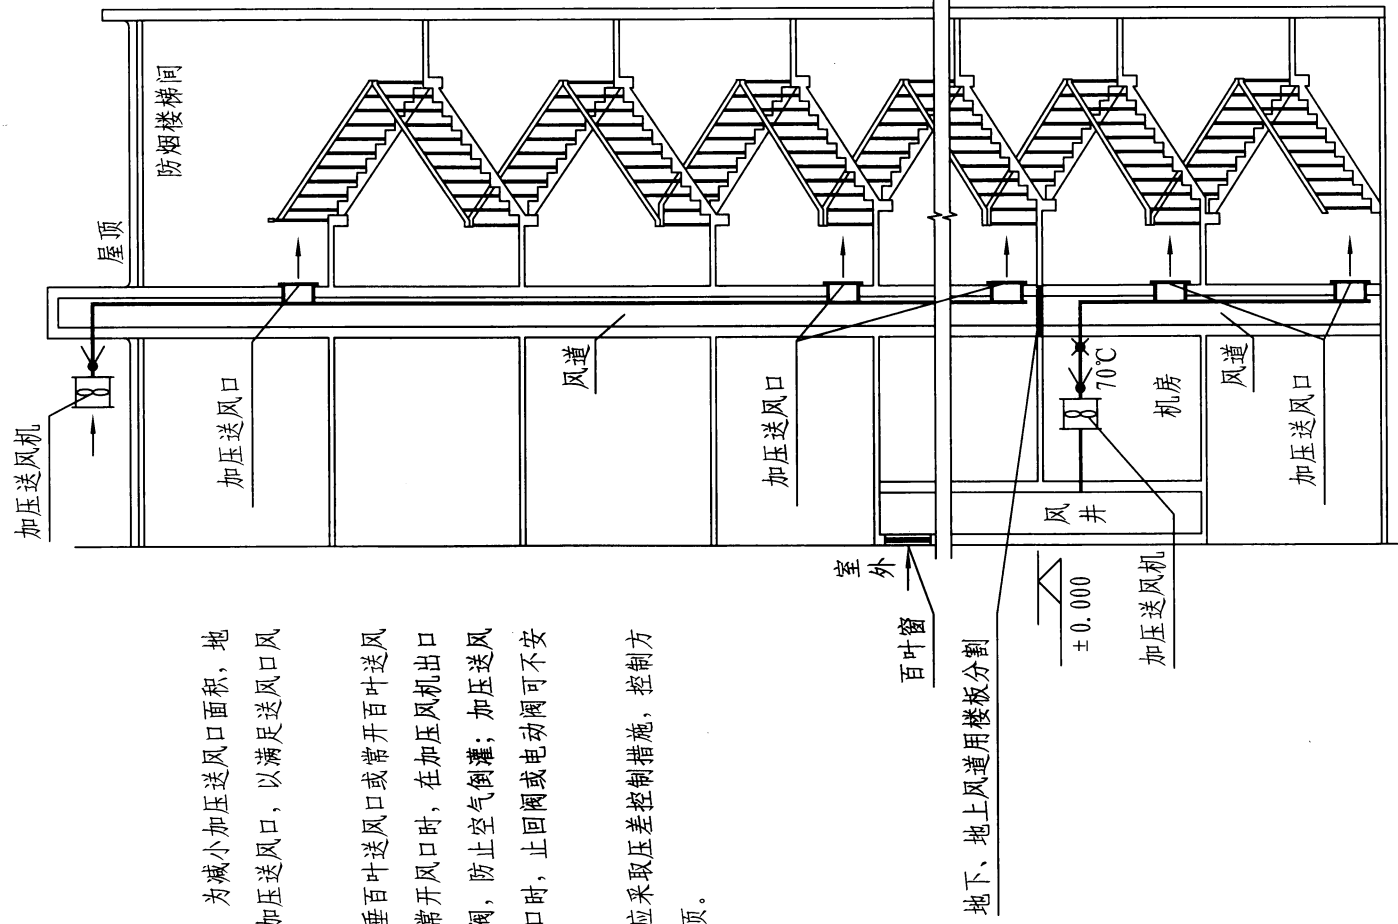 防烟楼梯间
屋顶
加压送风机
加压送风口
风道
加压送风口
70℃
机房
风道
加压送风口
风井
室外
百叶窗
±0.000
加压送风机
地下、地上风道用楼板分割
为减小加压送风口面积，地
加压送风口，以满足送风口风
垂百叶送风口或常开百叶送风
常开风口时，在加压风机出口
阀，防止空气倒灌；加压送风
口时，止回阀或电动阀可不安
应采取压差控制措施，控制方
页。